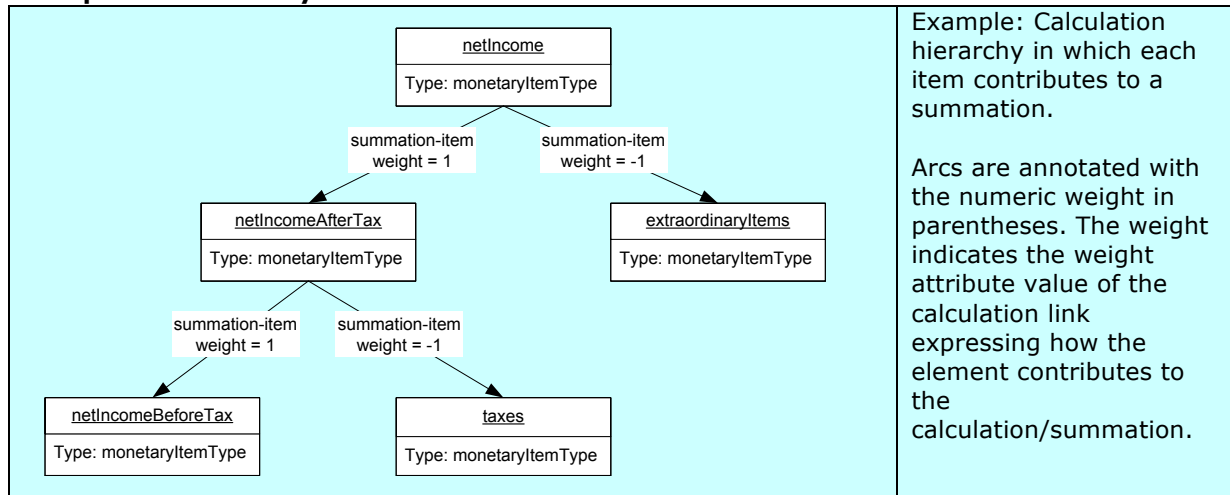 netIncome
Type: monetaryItemType
summation-item
weight = 1
summation-item
weight = -1
netIncomeAfterTax
Type: monetaryItemType
extraordinaryItems
Type: monetaryItemType
summation-item
weight = 1
summation-item
weight = -1
netIncomeBeforeTax
Type: monetaryItemType
taxes
Type: monetaryItemType
Example: Calculation
hierarchy in which each
item contributes to a
summation.
Arcs are annotated with
the numeric weight in
parentheses. The weight
indicates the weight
attribute value of the
calculation link
expressing how the
element contributes to
the
calculation/summation.